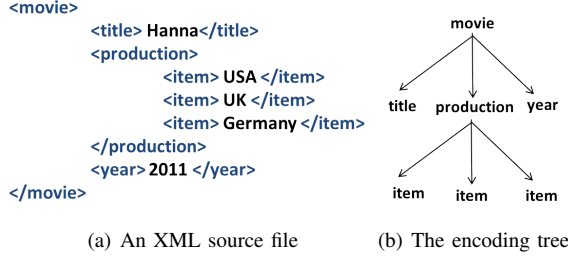 <movie>
<title> Hanna</title>
<production>
<item> USA </item>
<item> UK </item>
<item> Germany </item>
</production>
<year> 2011 </year>
</movie>
(a) An XML source file
movie
title production year
item item item
(b) The encoding tree